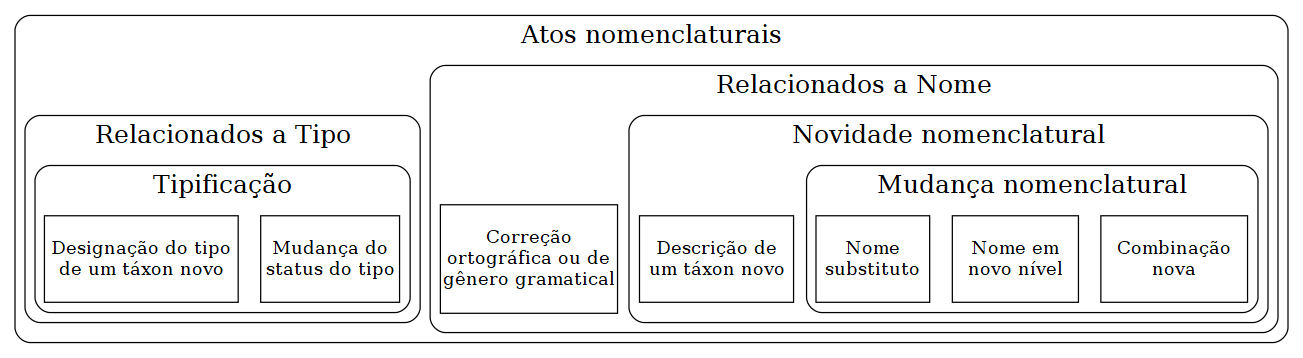 Atos nomenclaturais
Relacionados a Nome
Relacionados a Tipo
Novidade nomenclatural
Tipificação
Mudança nomenclatural
Designação do tipo
de um táxon novo
Mudança do
status do tipo
Correção
ortográfica ou de
gênero gramatical
Descrição de
um táxon novo
Nome
substituto
Nome em
novo nível
Combinação
nova